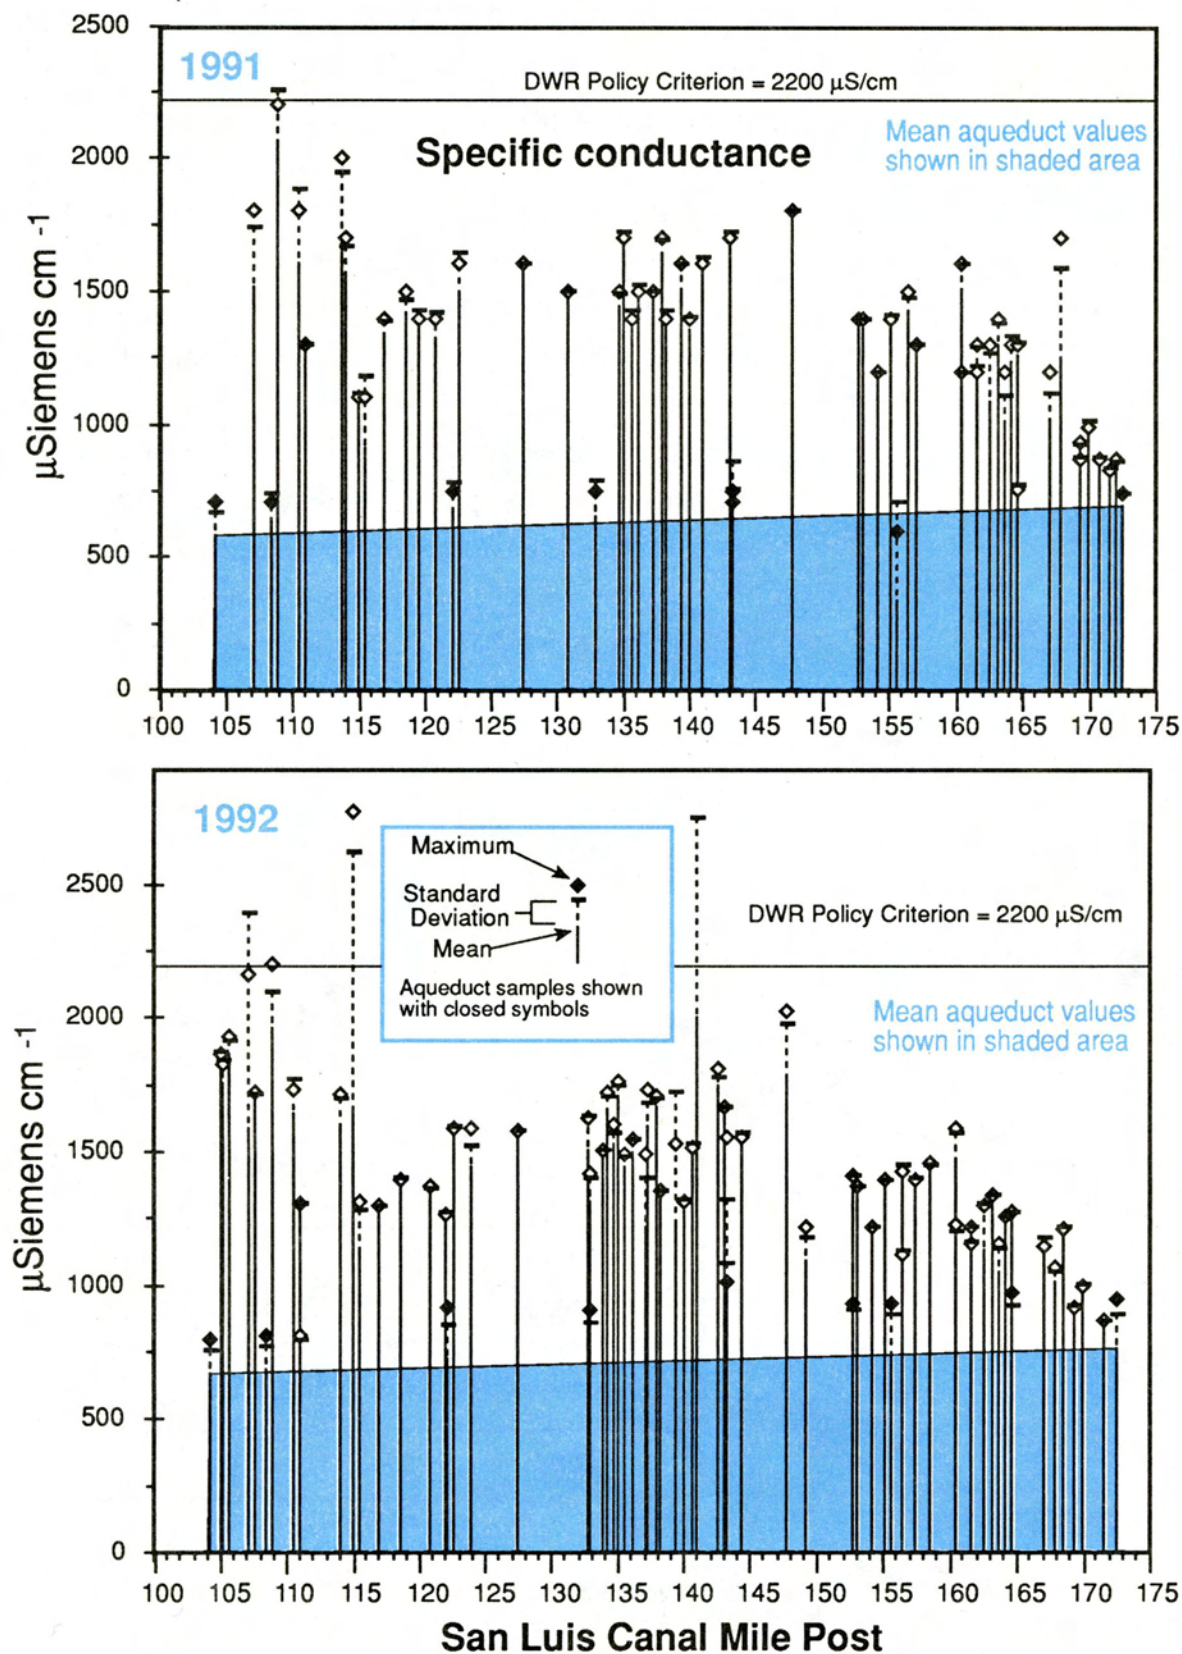 2500
1991
DWR Policy Criterion = 2200 μS/cm
Mean aqueduct values
shown in shaded area
2000
Specific conductance
1500
1000
500
0
μSiemens cm -1
100 105 110 115 120 125 130 135 140 145 150 155 160 165 170 175
1992
Maximum
2500
Standard
Deviation
Mean
DWR Policy Criterion = 2200 μS/cm
Aqueduct samples shown
with closed symbols
Mean aqueduct values
shown in shaded area
2000
1500
1000
500
0
μSiemens cm -1
100 105 110 115 120 125 130 135 140 145 150 155 160 165 170 175
San Luis Canal Mile Post